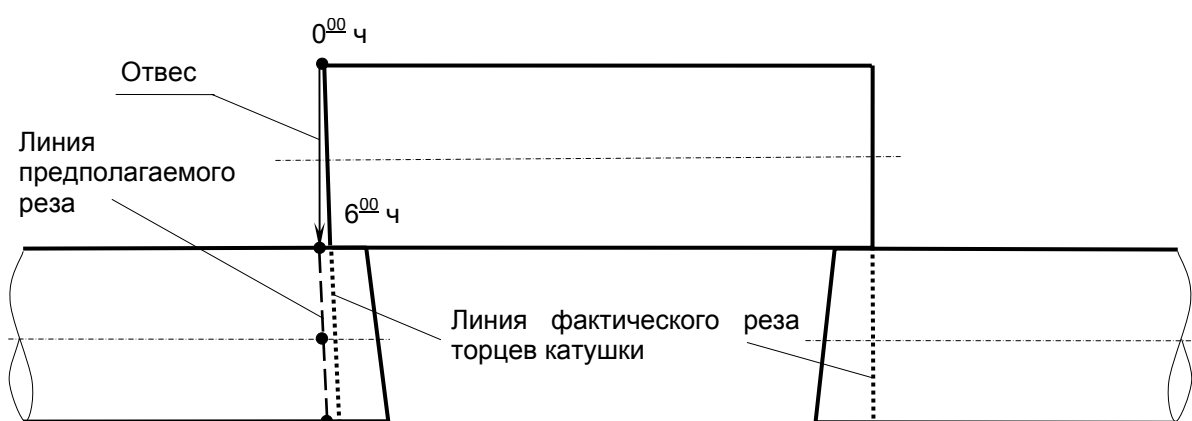 0⁰⁰ ч
Отвес
Линия
предполагаемого
реза
6⁰⁰ ч
Линия фактического реза
торцев катушки